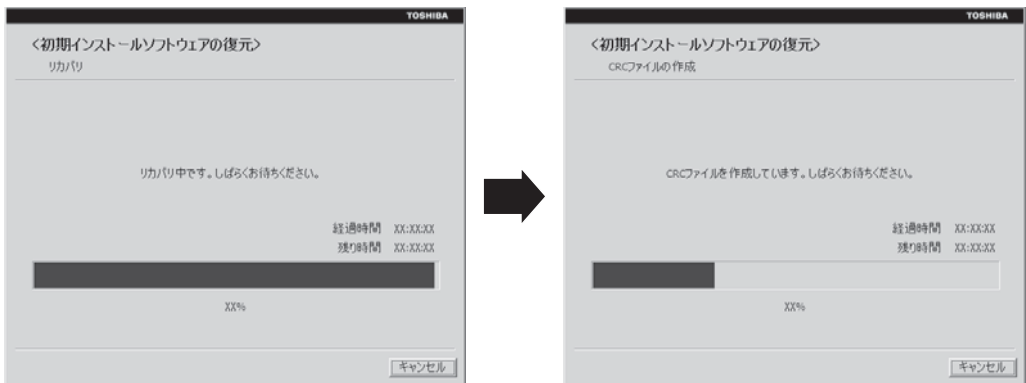 TOSHIBA
<初期インストールソフトウェアの復元>
リカバリ
リカバリ中です。しばらくお待ちください。
経過時間 XX:XX:XX
残り時間 XX:XX:XX
XX%
キャンセル
TOSHIBA
<初期インストールソフトウェアの復元>
CRCファイルの作成
CRCファイルを作成しています。しばらくお待ちください。
経過時間 XX:XX:XX
残り時間 XX:XX:XX
XX%
キャンセル